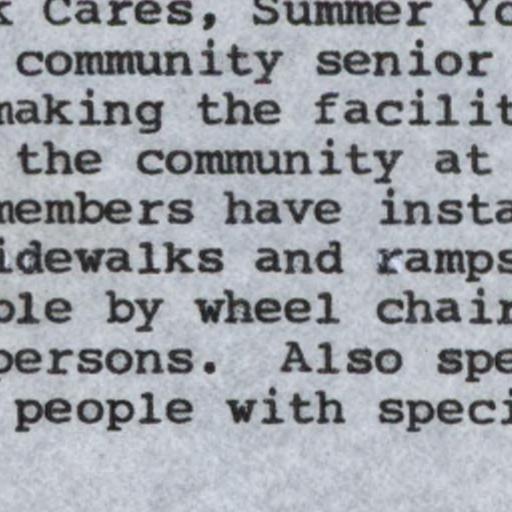 k Cares, Summer Yo
community senior
making the facilit
the community at
members have insta
idewalks and ramps
ble by wheel chair
persons.  Also spe
people with speci